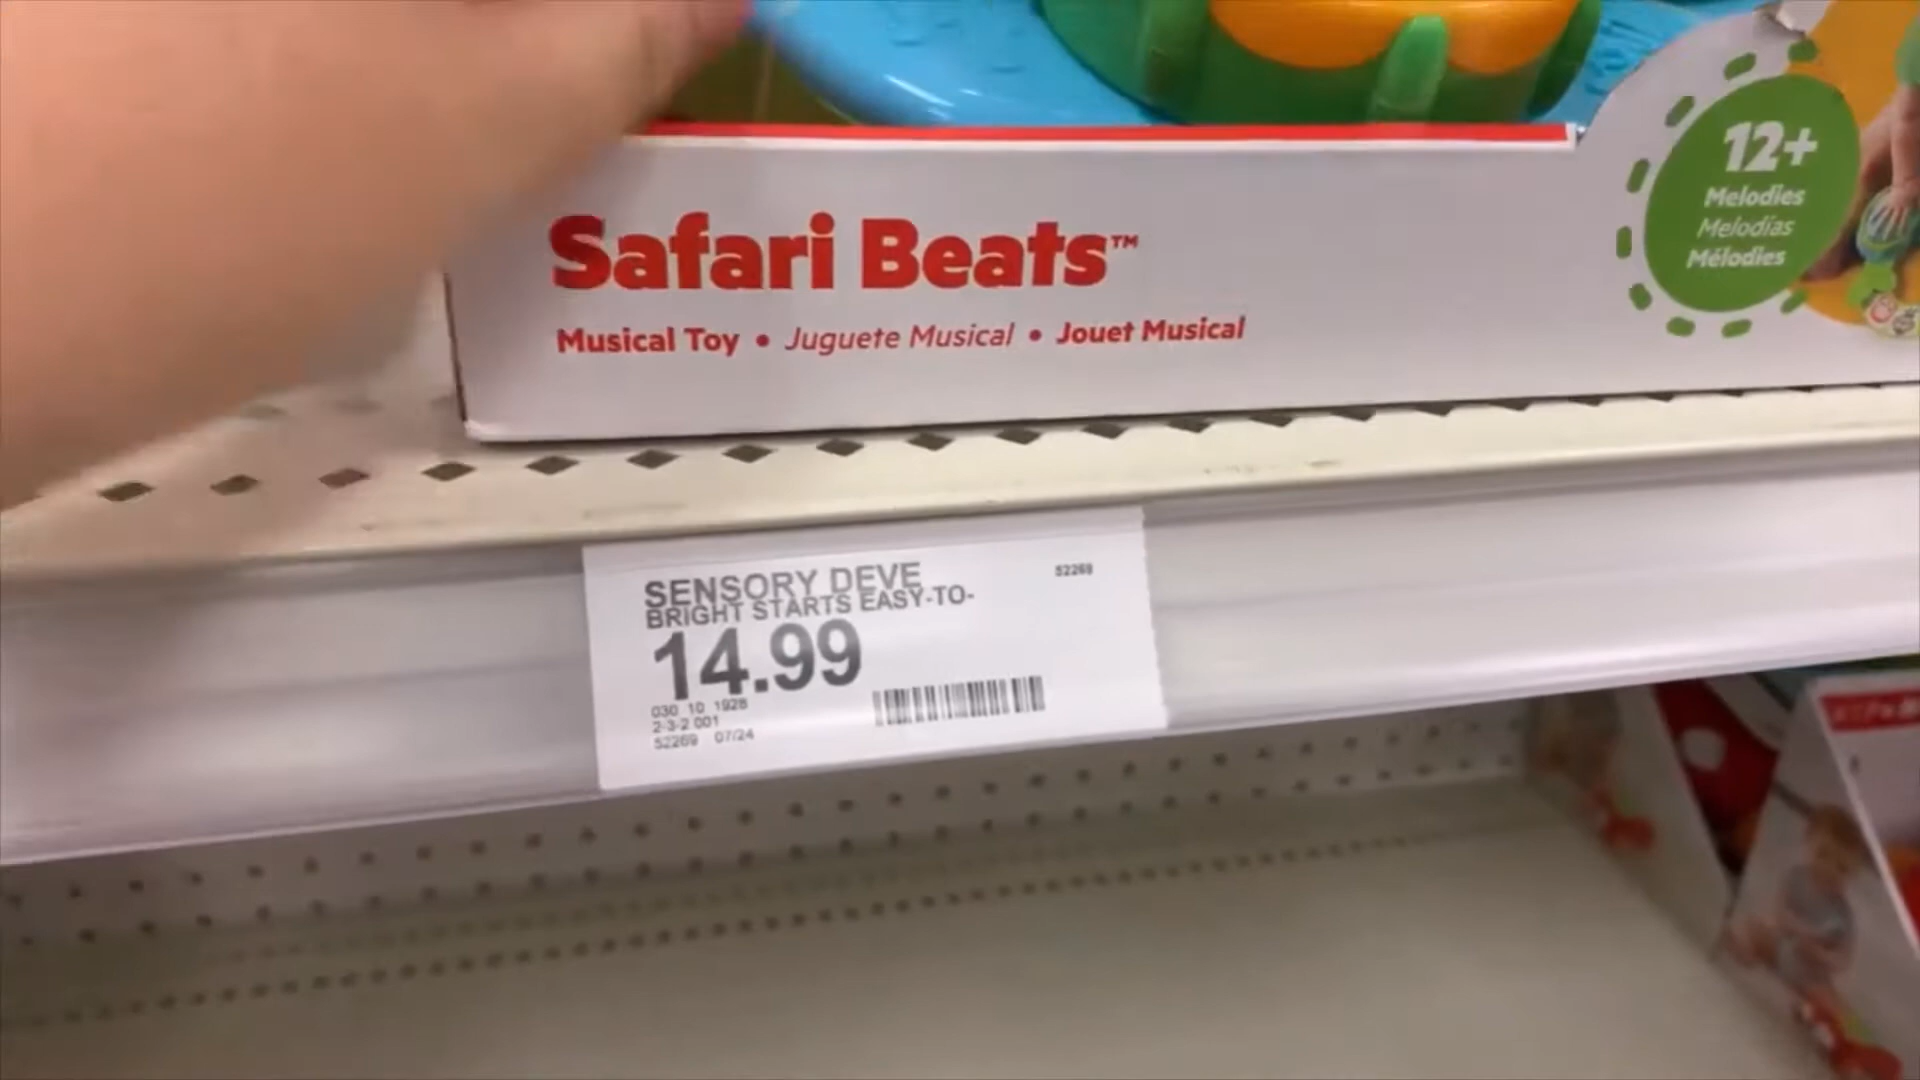 Safari Beats™
Musical Toy • Juguete Musical • Jouet Musical
12+
Melodies
Melodías
Mélodies
SENSORY DEVE
52269
BRIGHT STARTS EASY-TO-
14.99
030 10 1928
2-3-2 001
52269 07/24